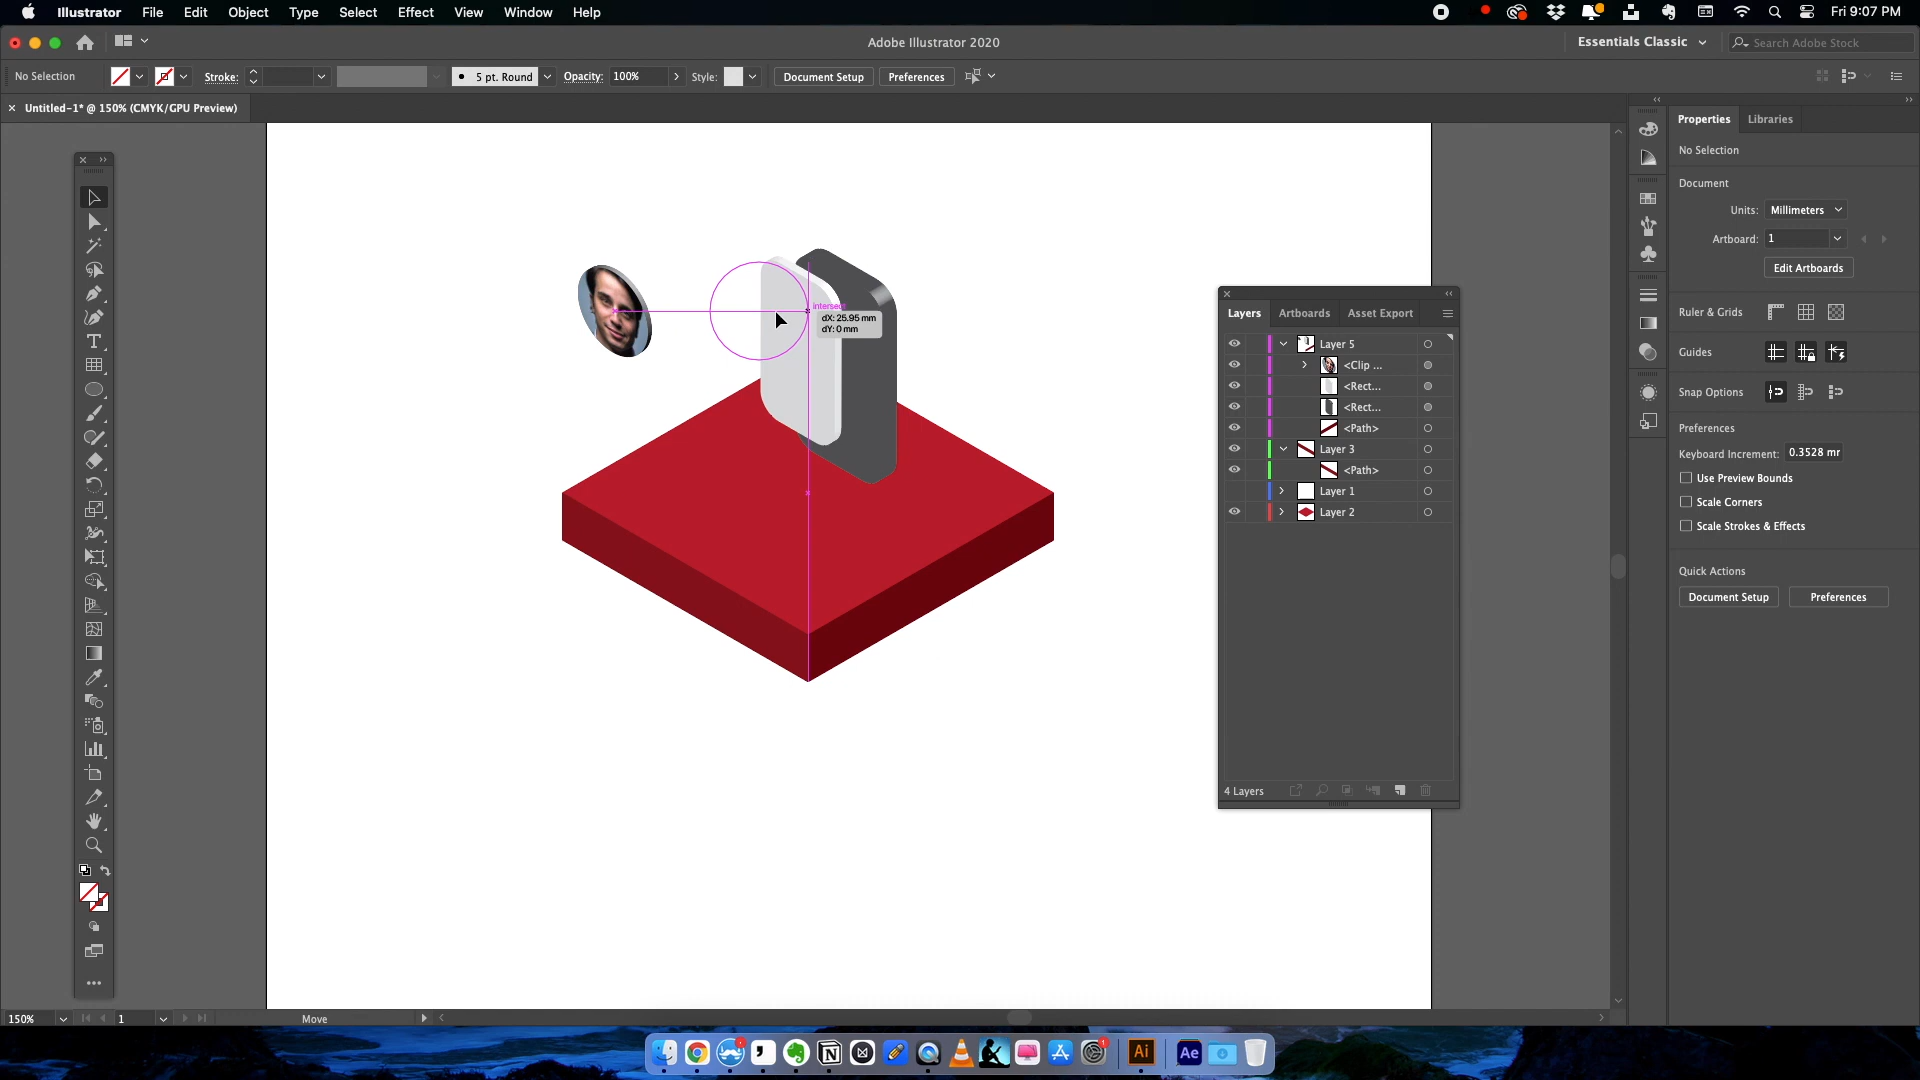 Illustrator File Edit Object Type Select Effect View Window Help
Fri 9:07 PM
Adobe Illustrator 2020
Essentials Classic
Search Adobe Stock
No Selection
Stroke:
5 pt. Round
Opacity: 100%
Style:
Document Setup
Preferences
Untitled-1* @ 150% (CMYK/GPU Preview)
intersect
dX: 25.95 mm
dY: 0 mm
Layers Artboards Asset Export
Layer 5
<Clip ...
<Rect...
<Rect...
<Path>
Layer 3
<Path>
Layer 1
Layer 2
4 Layers
Properties Libraries
No Selection
Document
Units: Millimeters
Artboard: 1
Edit Artboards
Ruler & Grids
Guides
Snap Options
Preferences
Keyboard Increment: 0.3528 mr
Use Preview Bounds
Scale Corners
Scale Strokes & Effects
Quick Actions
Document Setup Preferences
150% 1 Move
N Ai Ae